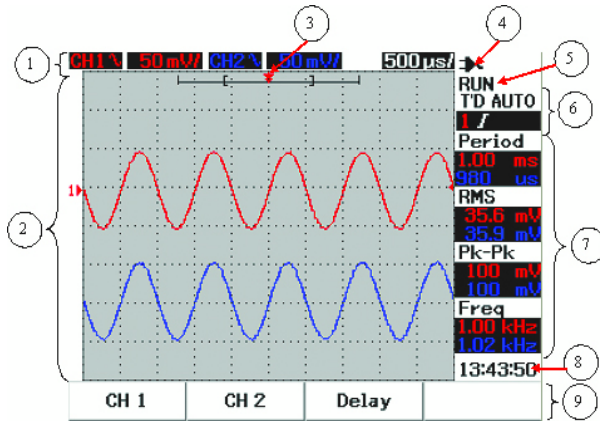 3
4
1
CH1 50 mV/ CH2 50 mV/ 500 µs/
5
RUN
T'D AUTO
6
1
Period
1.00 ms
980 us
1
RMS
35.6 mV
35.9 mV
2
7
Pk-Pk
100 mV
100 mV
Freq
1.00 kHz
1.02 kHz
13:43:50
8
CH 1 CH 2 Delay
9